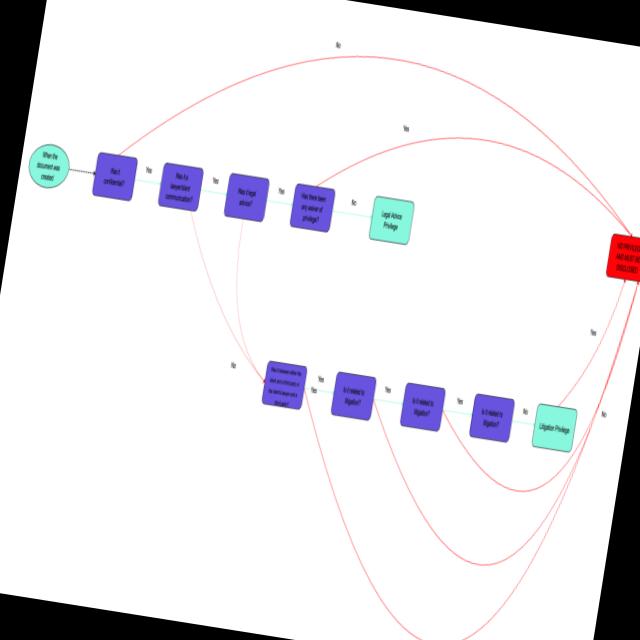 No
Yes
When the
document was
created
Was it
confidential?
Yes
Was it a
lawyer/client
communication?
Yes
Was it legal
advice?
Yes
Has there been
any waiver of
privilege?
No
Legal Advice
Privilege
NO PRIVILEGE
AND MUST BE
DISCLOSED
Yes
No
Yes
Yes
Is it related to
litigation?
Yes
Is it related to
litigation?
Yes
Is it related to
litigation?
No
Litigation Privilege
No